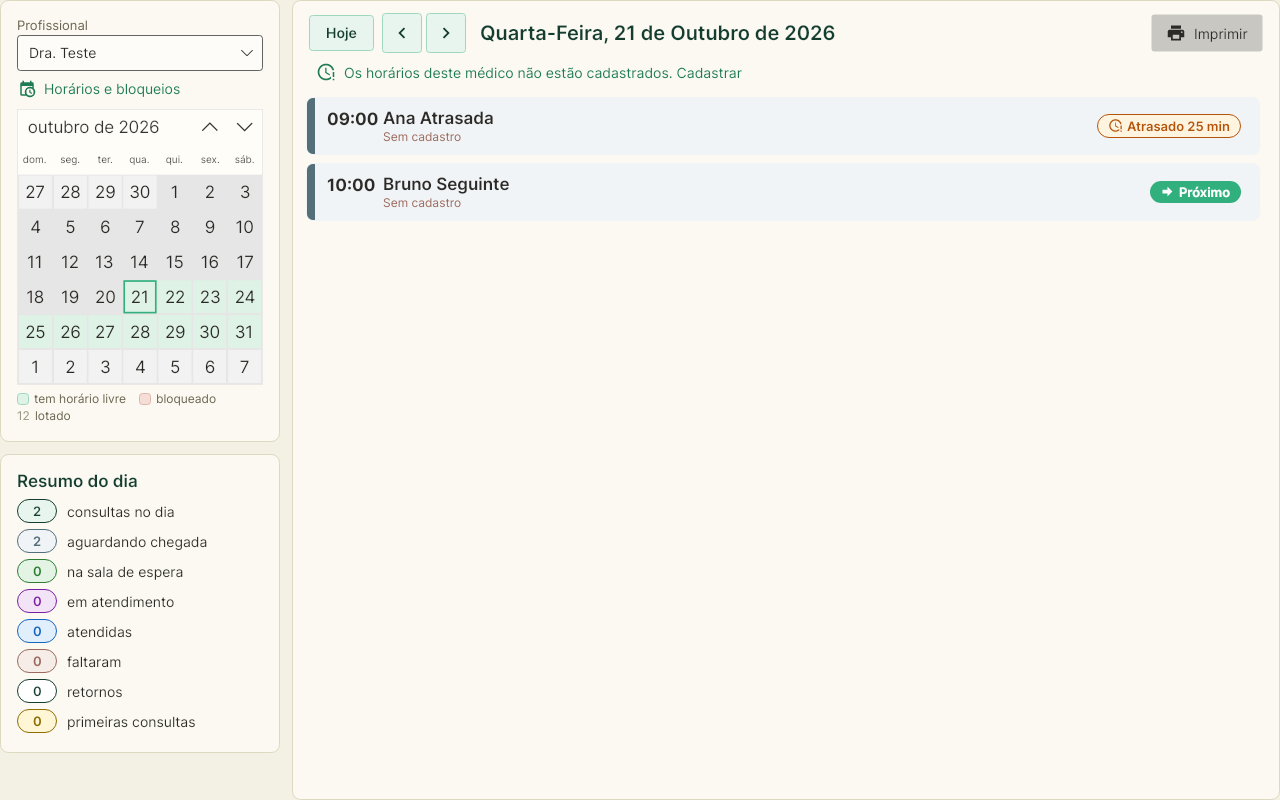 Profissional
Dra. Teste
Horários e bloqueios
outubro de 2026
dom. seg. ter. qua. qui. sex. sáb.
27 28 29 30 1 2 3
4 5 6 7 8 9 10
11 12 13 14 15 16 17
18 19 20 21 22 23 24
25 26 27 28 29 30 31
1 2 3 4 5 6 7
tem horário livre bloqueado
12 lotado
Resumo do dia
2 consultas no dia
2 aguardando chegada
0 na sala de espera
0 em atendimento
0 atendidas
0 faltaram
0 retornos
0 primeiras consultas
Hoje Quarta-Feira, 21 de Outubro de 2026 Imprimir
Os horários deste médico não estão cadastrados. Cadastrar
09:00 Ana Atrasada Atrasado 25 min
Sem cadastro
10:00 Bruno Seguinte Próximo
Sem cadastro